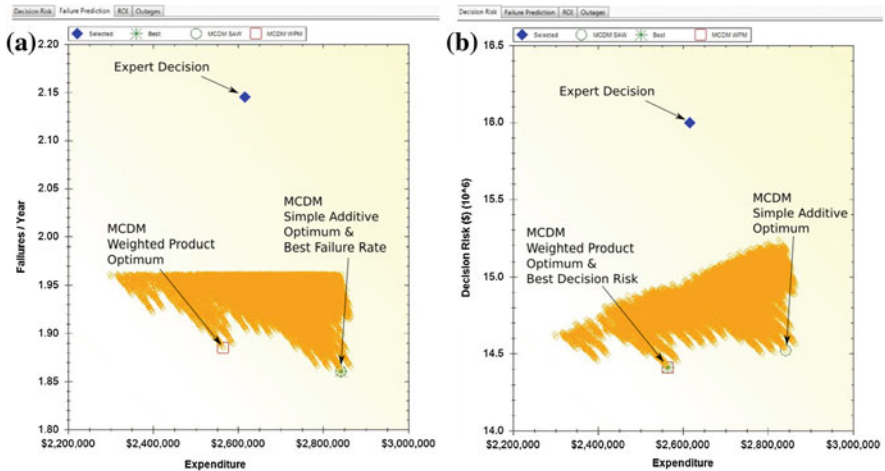 Decision Risk Failure Prediction ROI Outages
(a)
Selected Best MCDM SAW MCDM WPM
2.20
2.15
2.10
2.05
2.00
1.95
1.90
1.85
1.80
Failures / Year
Expert Decision
MCDM
Weighted Product
Optimum
MCDM
Simple Additive
Optimum &
Best Failure Rate
$2,200,000 $2,400,000 $2,600,000 $2,800,000 $3,000,000
Expenditure
Decision Risk Failure Prediction ROI Outages
(b)
Selected MCDM SAW Best MCDM WPM
16.5
16.0
15.5
15.0
14.5
14.0
Decision Risk ($) (10^6)
Expert Decision
MCDM
Weighted Product
Optimum &
Best Decision Risk
MCDM
Simple Additive
Optimum
$2,200,000 $2,400,000 $2,600,000 $2,800,000 $3,000,000
Expenditure